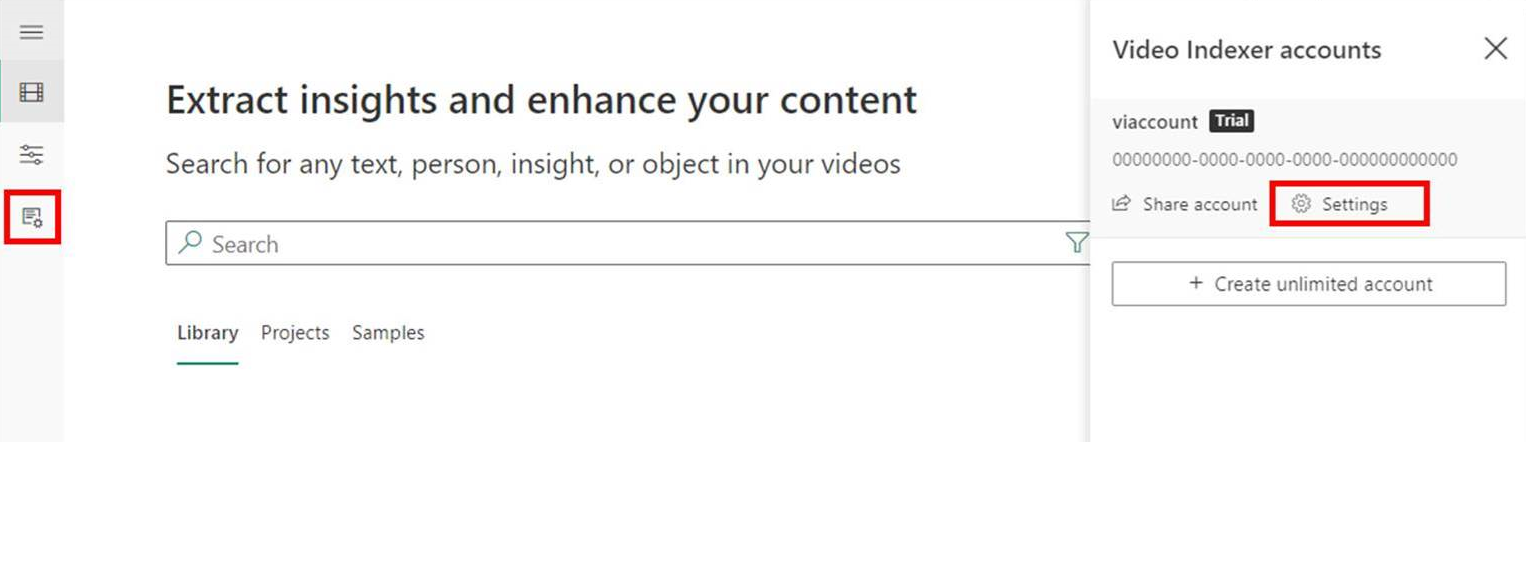 Extract insights and enhance your content
Search for any text, person, insight, or object in your videos
Search
Library Projects Samples
Video Indexer accounts
viaccount Trial
00000000-0000-0000-0000-000000000000
Share account Settings
+ Create unlimited account